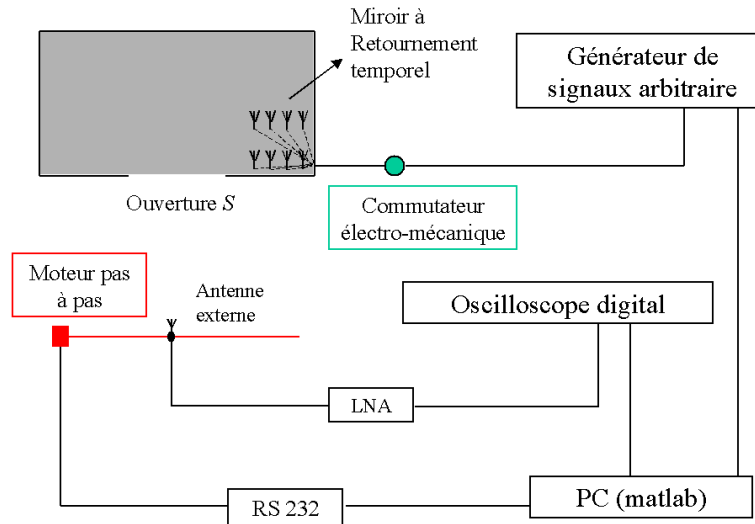 Miroir à
Retournement
temporel
Générateur de
signaux arbitraire
Ouverture S
Commutateur
électro-mécanique
Moteur pas
à pas
Antenne
externe
Oscilloscope digital
LNA
RS 232
PC (matlab)